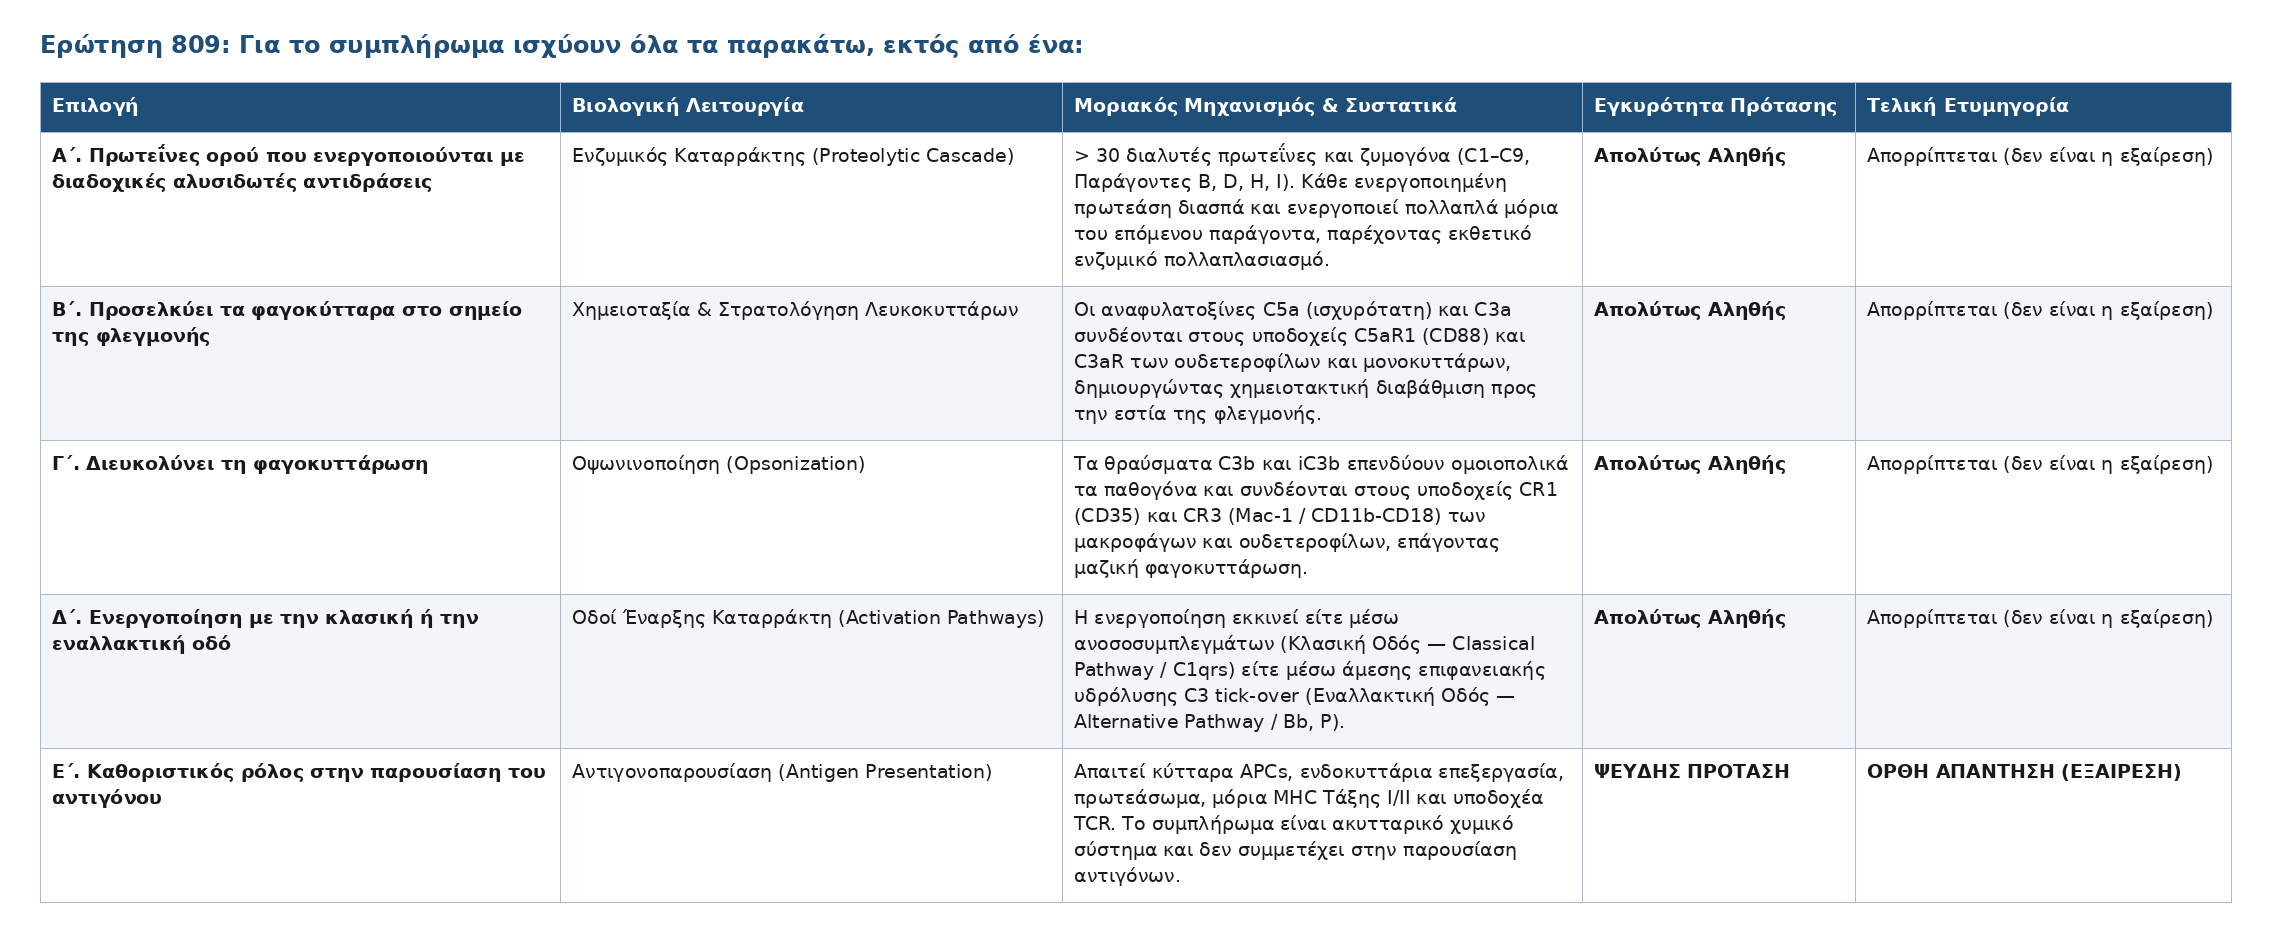 Ερώτηση 809: Για το συμπλήρωμα ισχύουν όλα τα παρακάτω, εκτός από ένα:
Επιλογή
Βιολογική Λειτουργία
Μοριακός Μηχανισμός & Συστατικά
Εγκυρότητα Πρότασης
Τελική Ετυμηγορία
Α΄. Πρωτεΐνες ορού που ενεργοποιούνται με
διαδοχικές αλυσιδωτές αντιδράσεις
Ενζυμικός Καταρράκτης (Proteolytic Cascade)
> 30 διαλυτές πρωτεΐνες και ζυμογόνα (C1–C9,
Παράγοντες B, D, H, I). Κάθε ενεργοποιημένη
πρωτεάση διασπά και ενεργοποιεί πολλαπλά μόρια
του επόμενου παράγοντα, παρέχοντας εκθετικό
ενζυμικό πολλαπλασιασμό.
Απολύτως Αληθής
Απορρίπτεται (δεν είναι η εξαίρεση)
Β΄. Προσελκύει τα φαγοκύτταρα στο σημείο
της φλεγμονής
Χημειοταξία & Στρατολόγηση Λευκοκυττάρων
Οι αναφυλατοξίνες C5a (ισχυρότατη) και C3a
συνδέονται στους υποδοχείς C5aR1 (CD88) και
C3aR των ουδετεροφίλων και μονοκυττάρων,
δημιουργώντας χημειοτακτική διαβάθμιση προς
την εστία της φλεγμονής.
Απολύτως Αληθής
Απορρίπτεται (δεν είναι η εξαίρεση)
Γ΄. Διευκολύνει τη φαγοκυττάρωση
Οψωνινοποίηση (Opsonization)
Τα θραύσματα C3b και iC3b επενδύουν ομοιοπολικά
τα παθογόνα και συνδέονται στους υποδοχείς CR1
(CD35) και CR3 (Mac-1 / CD11b-CD18) των
μακροφάγων και ουδετεροφίλων, επάγοντας
μαζική φαγοκυττάρωση.
Απολύτως Αληθής
Απορρίπτεται (δεν είναι η εξαίρεση)
Δ΄. Ενεργοποίηση με την κλασική ή την
εναλλακτική οδό
Οδοί Έναρξης Καταρράκτη (Activation Pathways)
Η ενεργοποίηση εκκινεί είτε μέσω
ανοσοσυμπλεγμάτων (Κλασική Οδός — Classical
Pathway / C1qrs) είτε μέσω άμεσης επιφανειακής
υδρόλυσης C3 tick-over (Εναλλακτική Οδός —
Alternative Pathway / Bb, P).
Απολύτως Αληθής
Απορρίπτεται (δεν είναι η εξαίρεση)
Ε΄. Καθοριστικός ρόλος στην παρουσίαση του
αντιγόνου
Αντιγονοπαρουσίαση (Antigen Presentation)
Απαιτεί κύτταρα APCs, ενδοκυττάρια επεξεργασία,
πρωτεάσωμα, μόρια MHC Τάξης I/II και υποδοχέα
TCR. Το συμπλήρωμα είναι ακυτταρικό χυμικό
σύστημα και δεν συμμετέχει στην παρουσίαση
αντιγόνων.
ΨΕΥΔΗΣ ΠΡΟΤΑΣΗ
ΟΡΘΗ ΑΠΑΝΤΗΣΗ (ΕΞΑΙΡΕΣΗ)